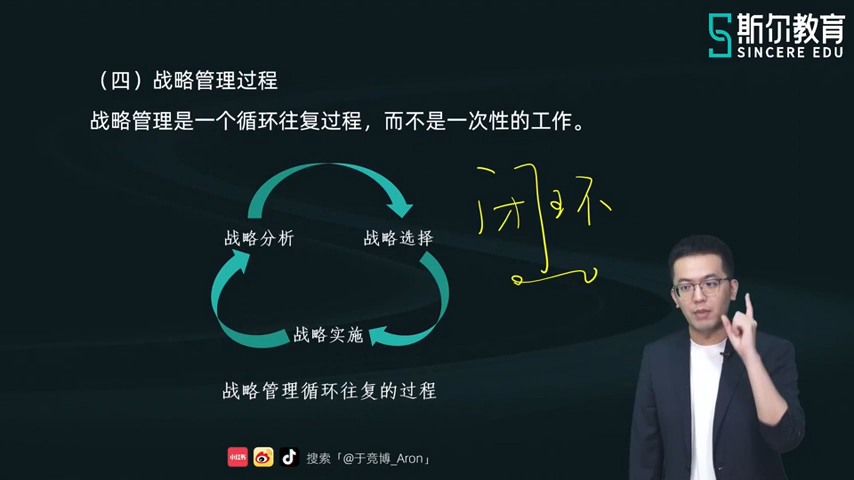 斯尔教育
SINCERE EDU
（四）战略管理过程
战略管理是一个循环往复过程，而不是一次性的工作。
闭环
战略分析
战略选择
战略实施
战略管理循环往复的过程
小红书
搜索「@于竞博_Aron」